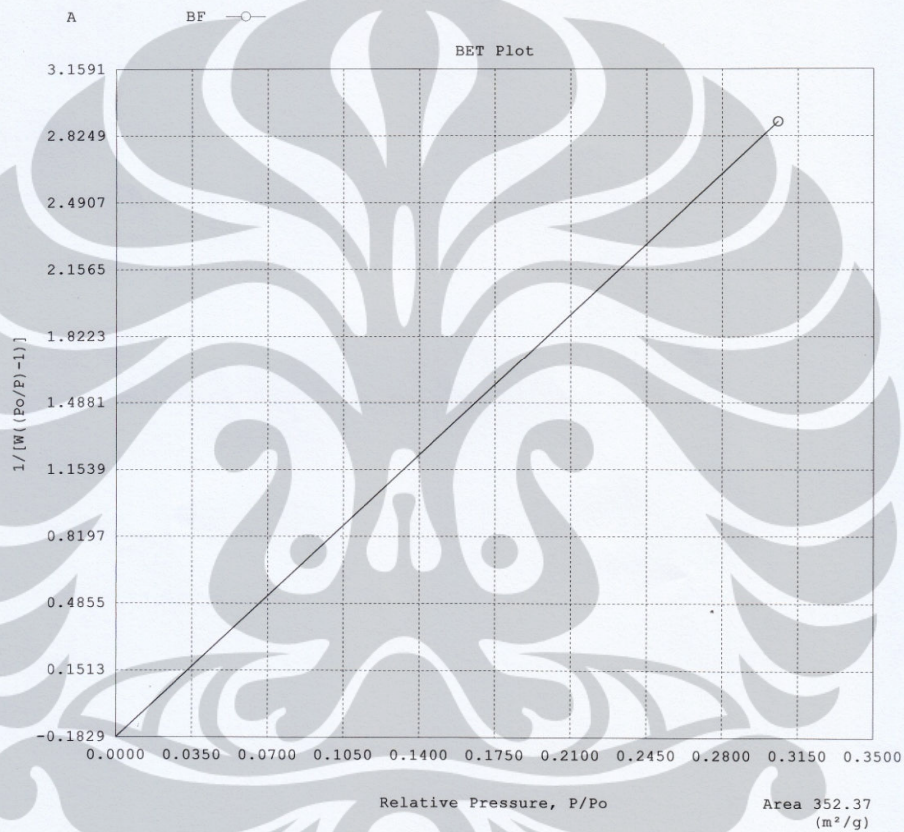 A BF
BET Plot
3.1591
2.8249
2.4907
2.1565
1.8223
1.4881
1.1539
0.8197
0.4855
0.1513
-0.1829
1/[W((Po/P)-1)]
0.0000 0.0350 0.0700 0.1050 0.1400 0.1750 0.2100 0.2450 0.2800 0.3150 0.3500
Relative Pressure, P/Po
Area 352.37
(m²/g)